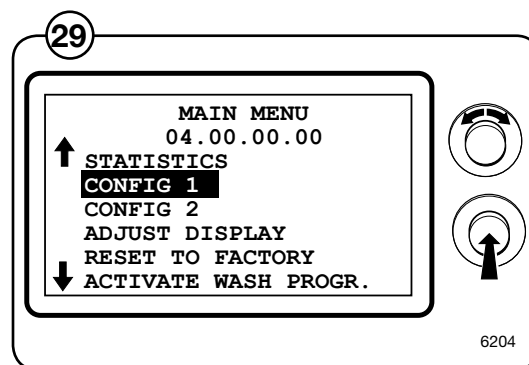 29
MAIN MENU
04.00.00.00
STATISTICS
CONFIG 1
CONFIG 2
ADJUST DISPLAY
RESET TO FACTORY
ACTIVATE WASH PROGR.
6204